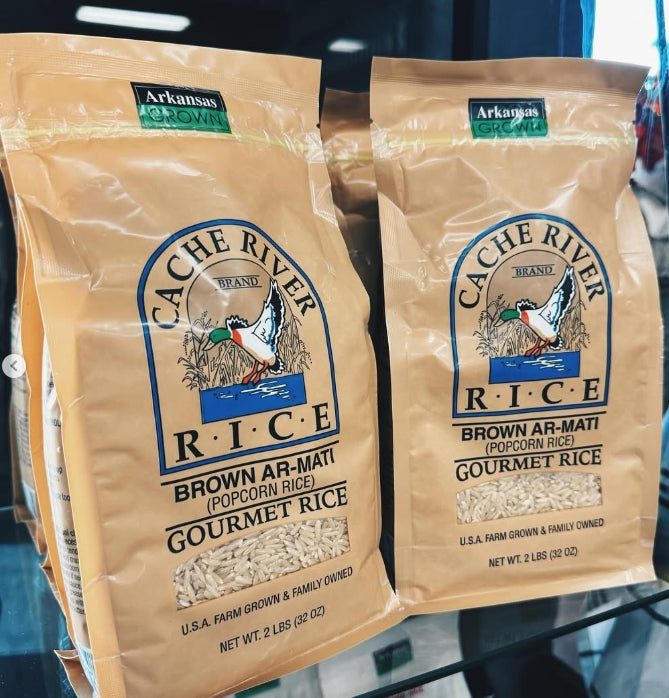 Arkansas
GROWN
CACHE RIVER
BRAND
R·I·C·E
BROWN AR-MATI
(POPCORN RICE)
GOURMET RICE
U.S.A. FARM GROWN & FAMILY OWNED
NET WT. 2 LBS (32 OZ)
Arkansas
GROWN
CACHE RIVER
BRAND
R·I·C·E
BROWN AR-MATI
(POPCORN RICE)
GOURMET RICE
U.S.A. FARM GROWN & FAMILY OWNED
NET WT. 2 LBS (32 OZ)